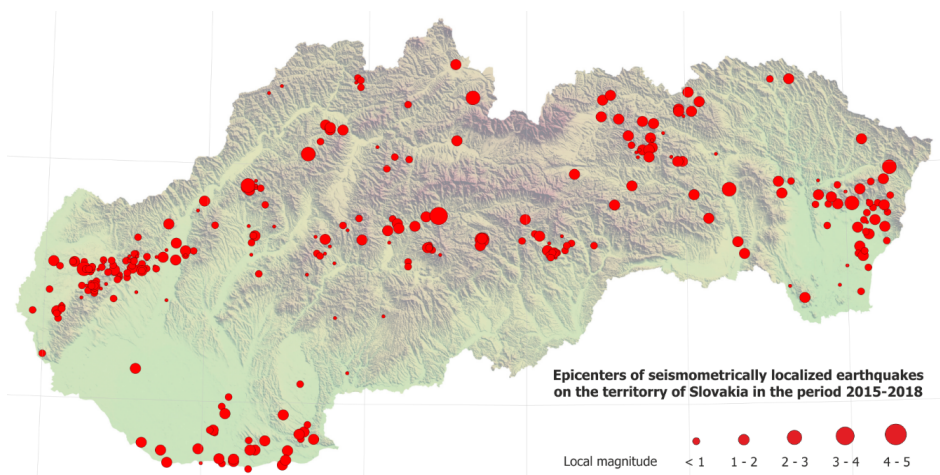 Epicenters of seismometrically localized earthquakes
on the territorry of Slovakia in the period 2015-2018
Local magnitude < 1 1 - 2 2 - 3 3 - 4 4 - 5